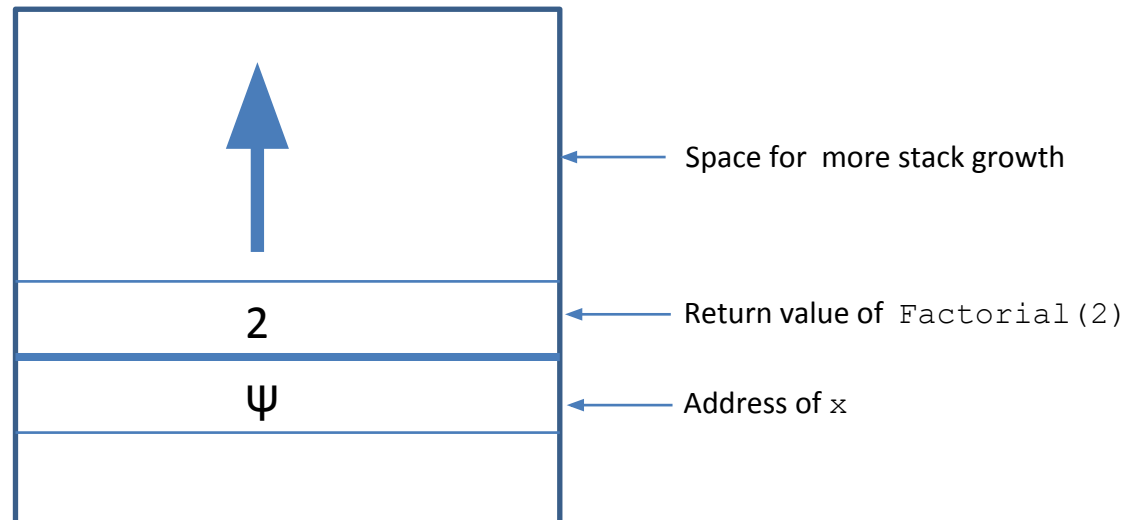 Space for more stack growth
2
Return value of Factorial(2)
Ψ
Address of x